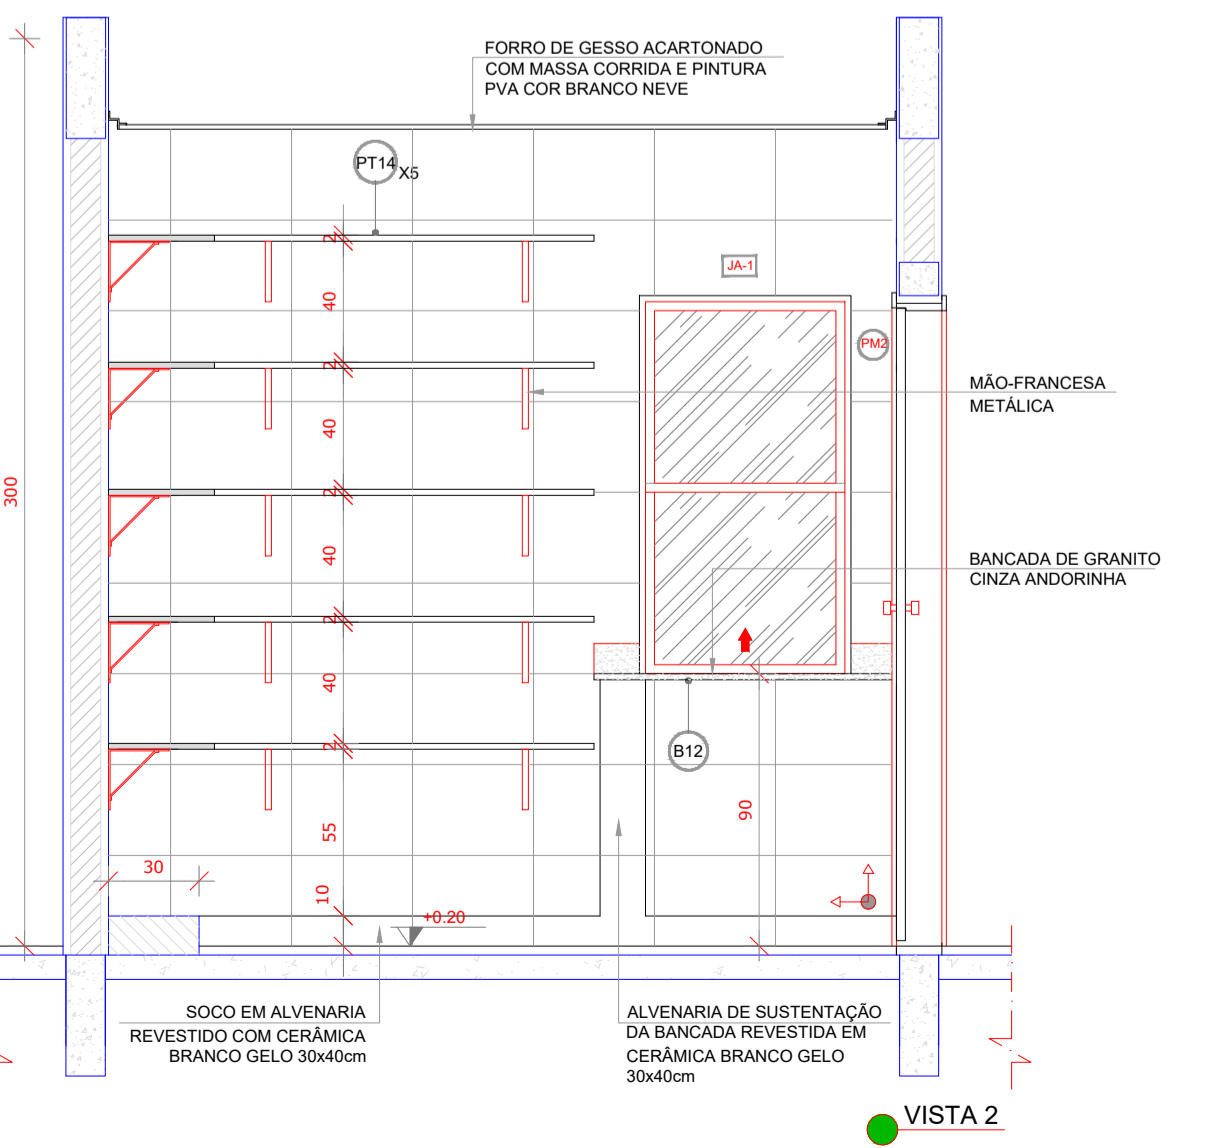 FORRO DE GESSO ACARTONADO
COM MASSA CORRIDA E PINTURA
PVA COR BRANCO NEVE
PT14
X5
2
JA-1
40
PM2
2
MÃO-FRANCESA
METÁLICA
40
300
2
40
BANCADA DE GRANITO
CINZA ANDORINHA
2
40
2
B12
55
90
30
10
+0.20
SOCO EM ALVENARIA
REVESTIDO COM CERÂMICA
BRANCO GELO 30x40cm
ALVENARIA DE SUSTENTAÇÃO
DA BANCADA REVESTIDA EM
CERÂMICA BRANCO GELO
30x40cm
VISTA 2